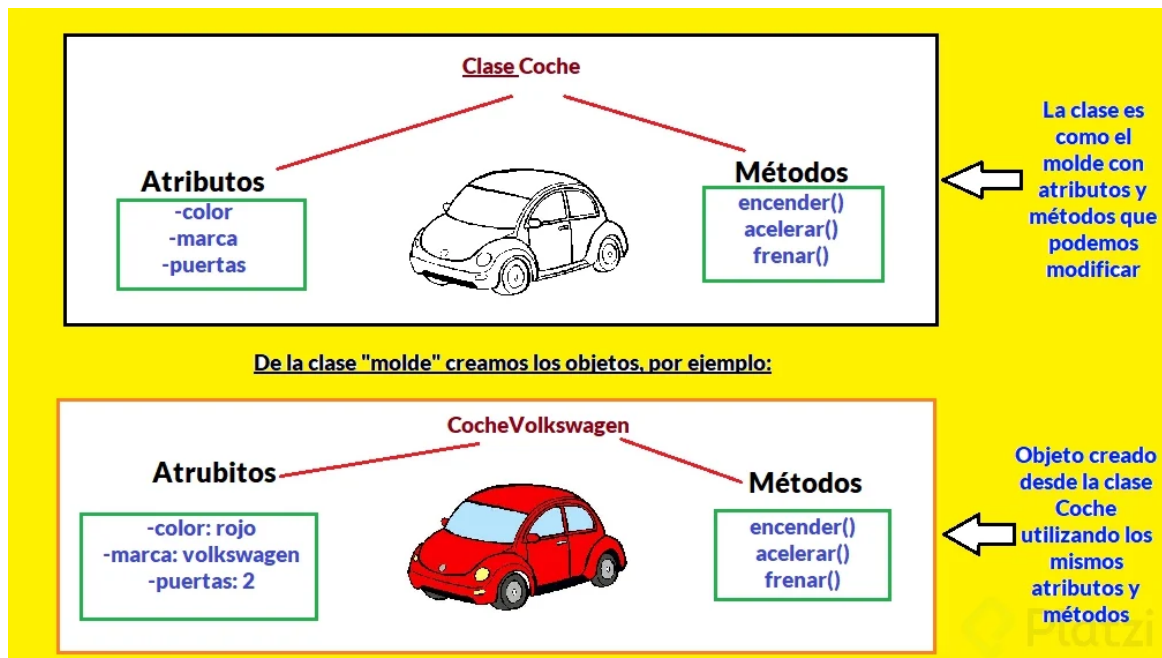 Clase Coche
Atributos
-color
-marca
-puertas
Métodos
encender()
acelerar()
frenar()
La clase es
como el
molde con
atributos y
métodos que
podemos
modificar
De la clase "molde" creamos los objetos, por ejemplo:
CocheVolkswagen
Atrubitos
-color: rojo
-marca: volkswagen
-puertas: 2
Métodos
encender()
acelerar()
frenar()
Objeto creado
desde la clase
Coche
utilizando los
mismos
atributos y
métodos
Platzi